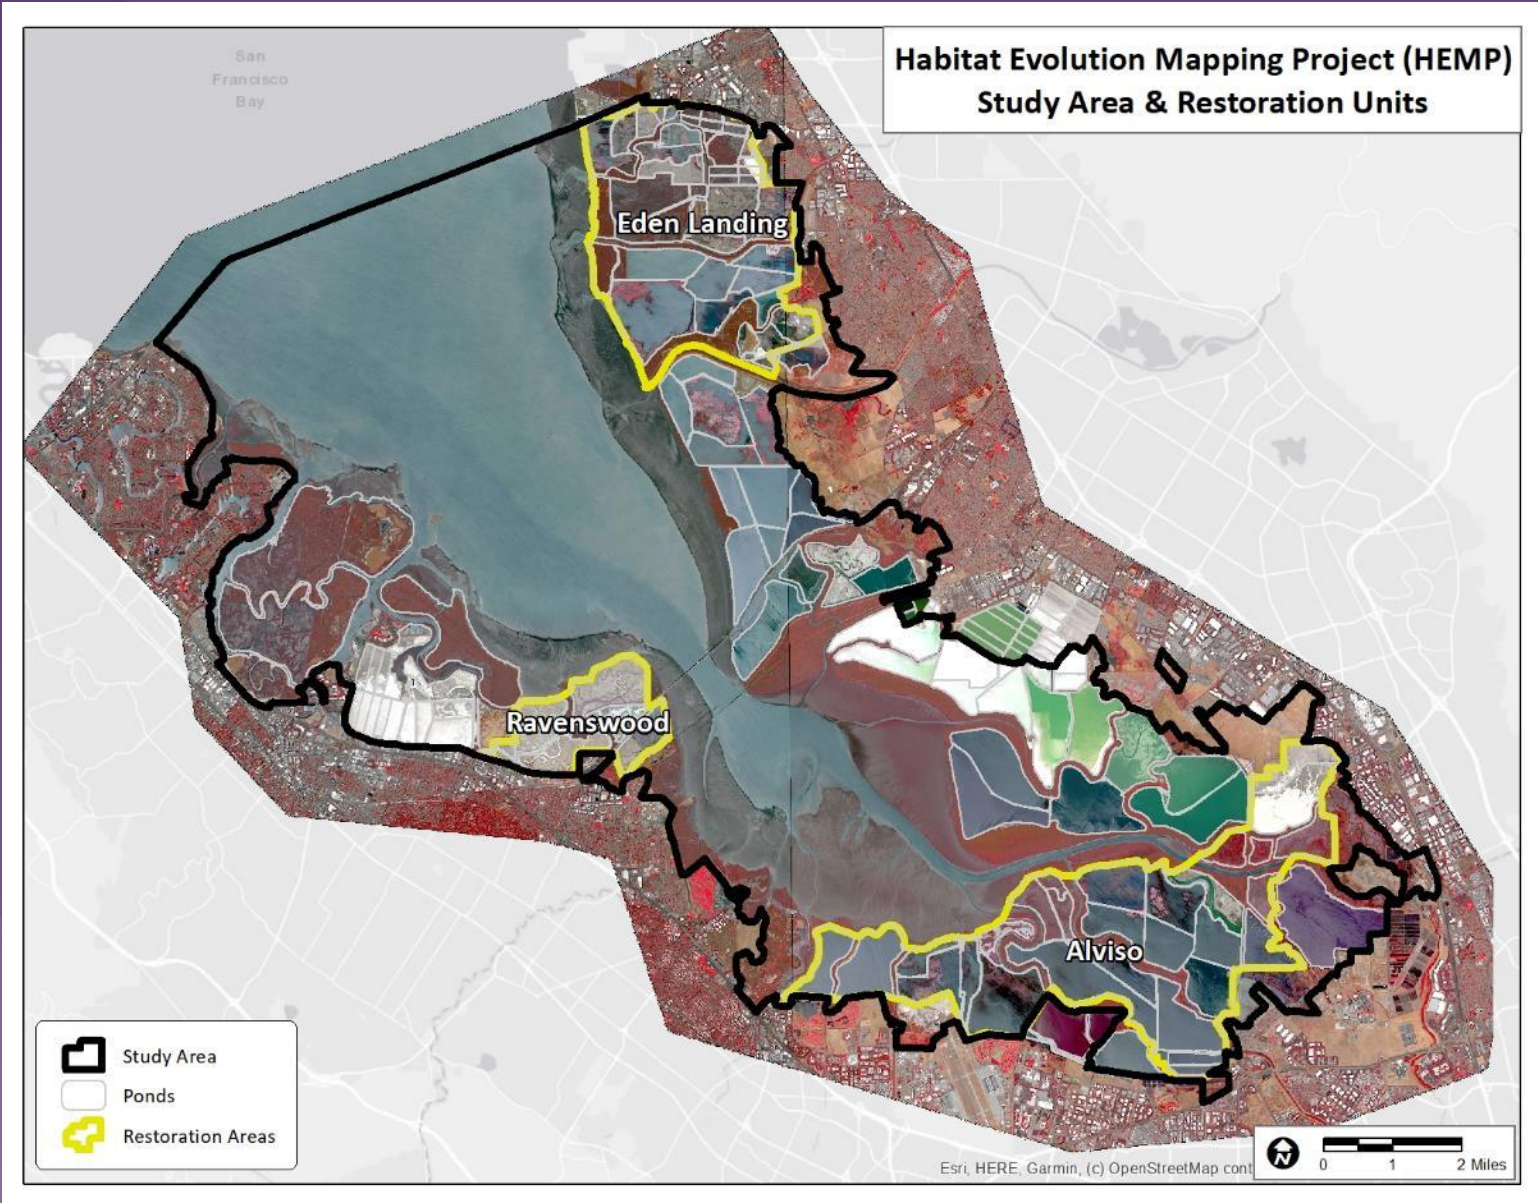 San
Francisco
Bay
Habitat Evolution Mapping Project (HEMP)
Study Area & Restoration Units
Eden Landing
Ravenswood
1
Alviso
Study Area
Ponds
Restoration Areas
Esri, HERE, Garmin, (c) OpenStreetMap cont
N
0 1 2 Miles